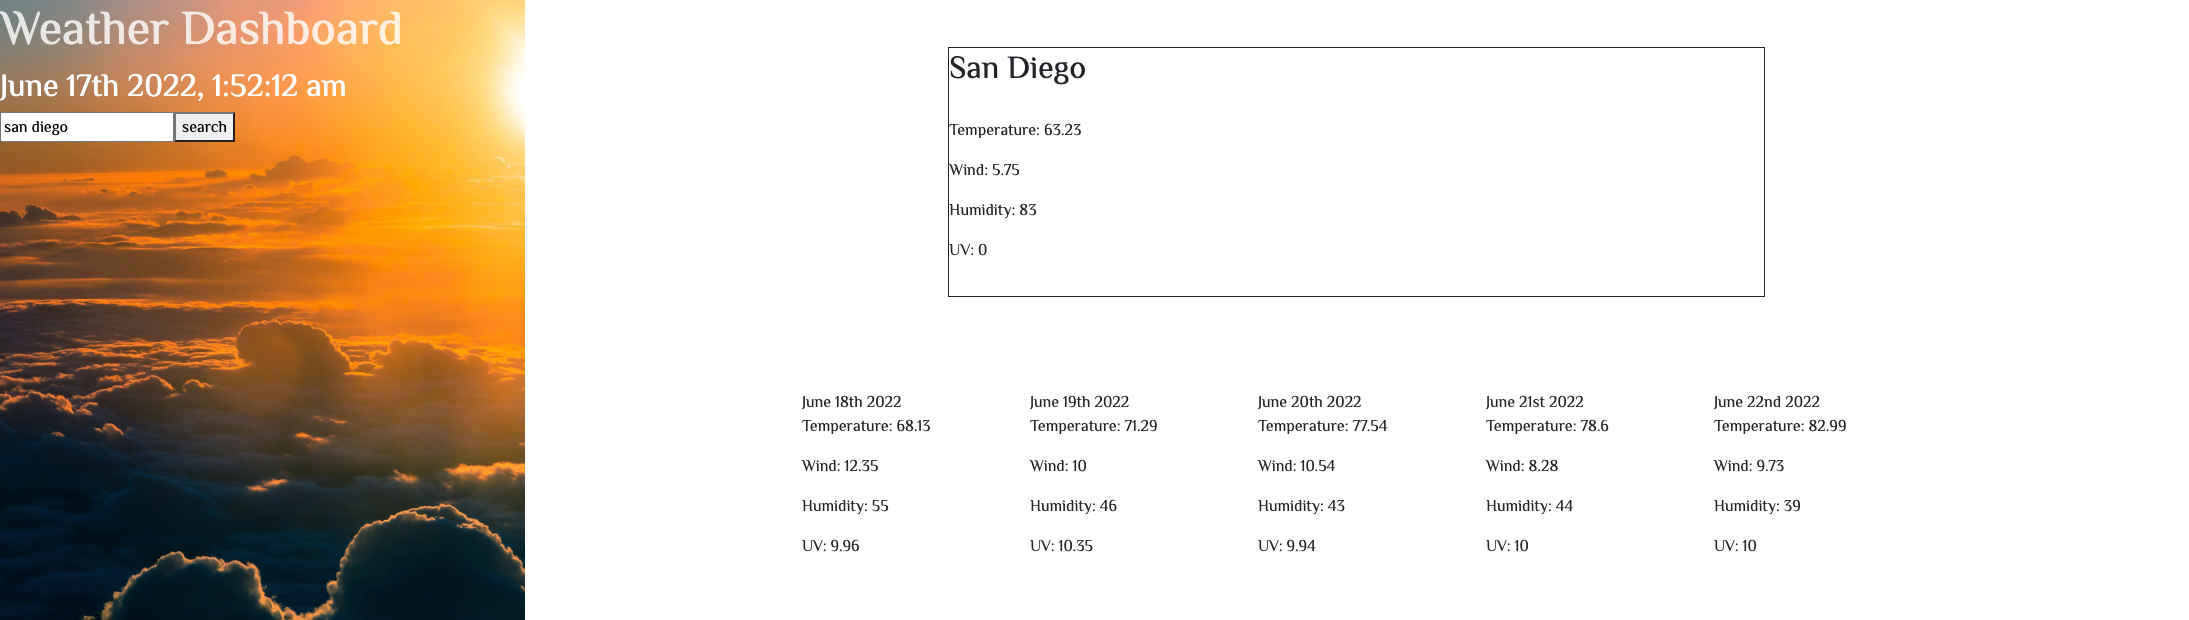 Weather Dashboard
June 17th 2022, 1:52:12 am
san diego search
San Diego
Temperature: 63.23
Wind: 5.75
Humidity: 83
UV: 0
June 18th 2022
Temperature: 68.13
Wind: 12.35
Humidity: 55
UV: 9.96
June 19th 2022
Temperature: 71.29
Wind: 10
Humidity: 46
UV: 10.35
June 20th 2022
Temperature: 77.54
Wind: 10.54
Humidity: 43
UV: 9.94
June 21st 2022
Temperature: 78.6
Wind: 8.28
Humidity: 44
UV: 10
June 22nd 2022
Temperature: 82.99
Wind: 9.73
Humidity: 39
UV: 10